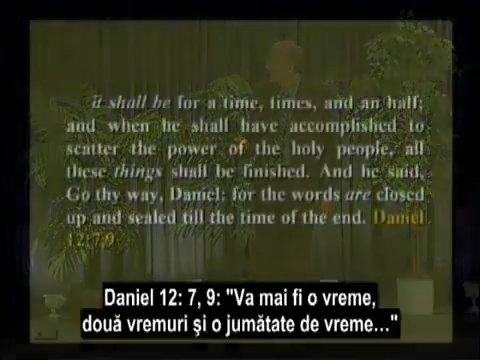 it shall be for a time, times, and an half;
and when he shall have accomplished to
scatter the power of the holy people, all
these things shall be finished. And he said,
Go thy way, Daniel: for the words are closed
up and sealed till the time of the end. Daniel
12:7,9
Daniel 12: 7, 9: "Va mai fi o vreme,
două vremuri şi o jumătate de vreme…"